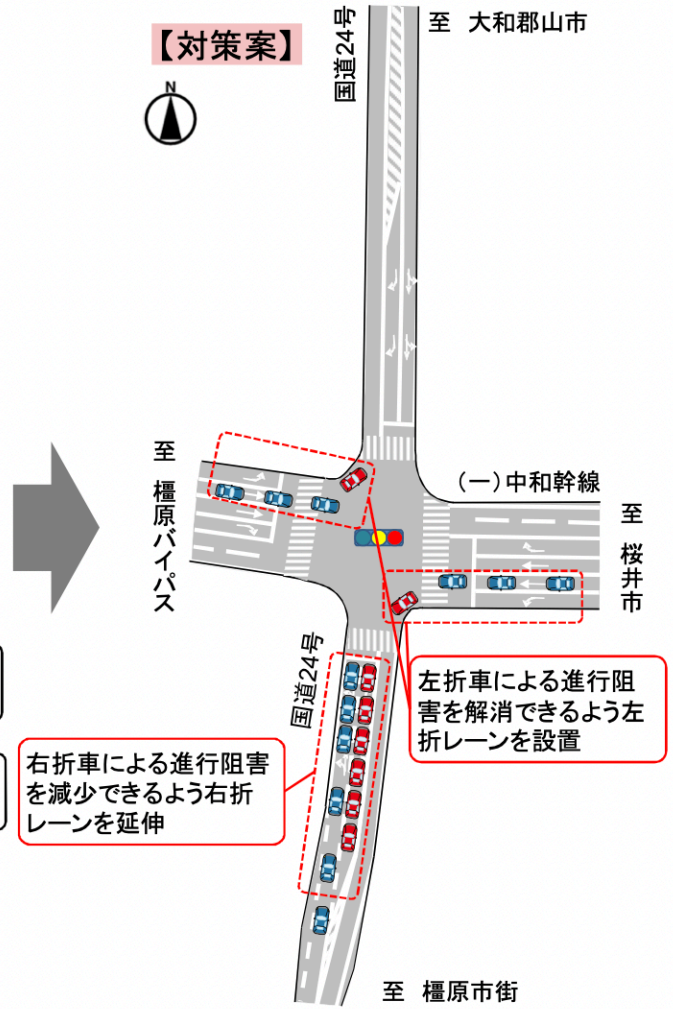 【対策案】
N
国道24号
至 大和郡山市
至 橿原バイパス
(一)中和幹線
至 桜井市
国道24号
左折車による進行阻
害を解消できるよう左
折レーンを設置
右折車による進行阻害
を減少できるよう右折
レーンを延伸
至 橿原市街